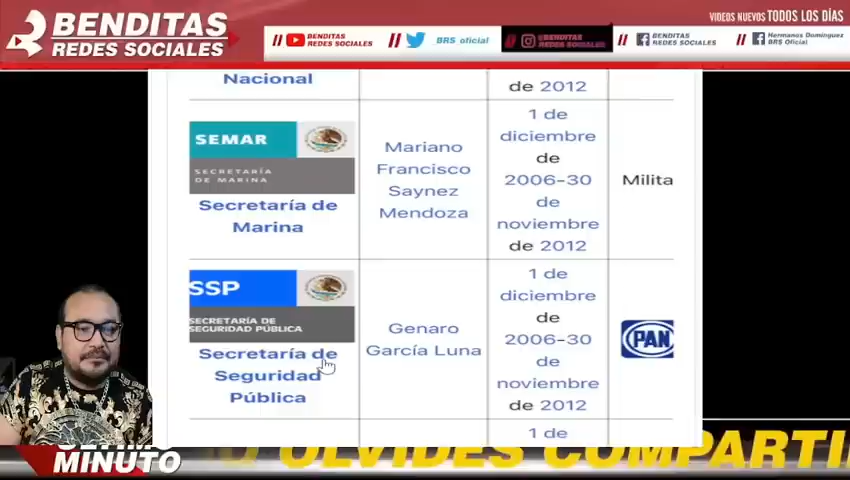 BENDITAS
REDES SOCIALES
BENDITAS
REDES SOCIALES
BRS oficial
@BENDITAS
REDES_SOCIALES
BENDITAS
REDES SOCIALES
Hermanos Domínguez
BRS Oficial
VIDEOS NUEVOS TODOS LOS DÍAS
Nacional
de 2012
SEMAR
SECRETARÍA
DE MARINA
Secretaría de
Marina
Mariano
Francisco
Saynez
Mendoza
1 de
diciembre
de
2006-30
de
noviembre
de 2012
Milita
SSP
SECRETARÍA DE
SEGURIDAD PÚBLICA
Secretaría de
Seguridad
Pública
Genaro
García Luna
1 de
diciembre
de
2006-30
de
noviembre
de 2012
PAN
1 de
MINUTO
OLVIDES COMPARTI